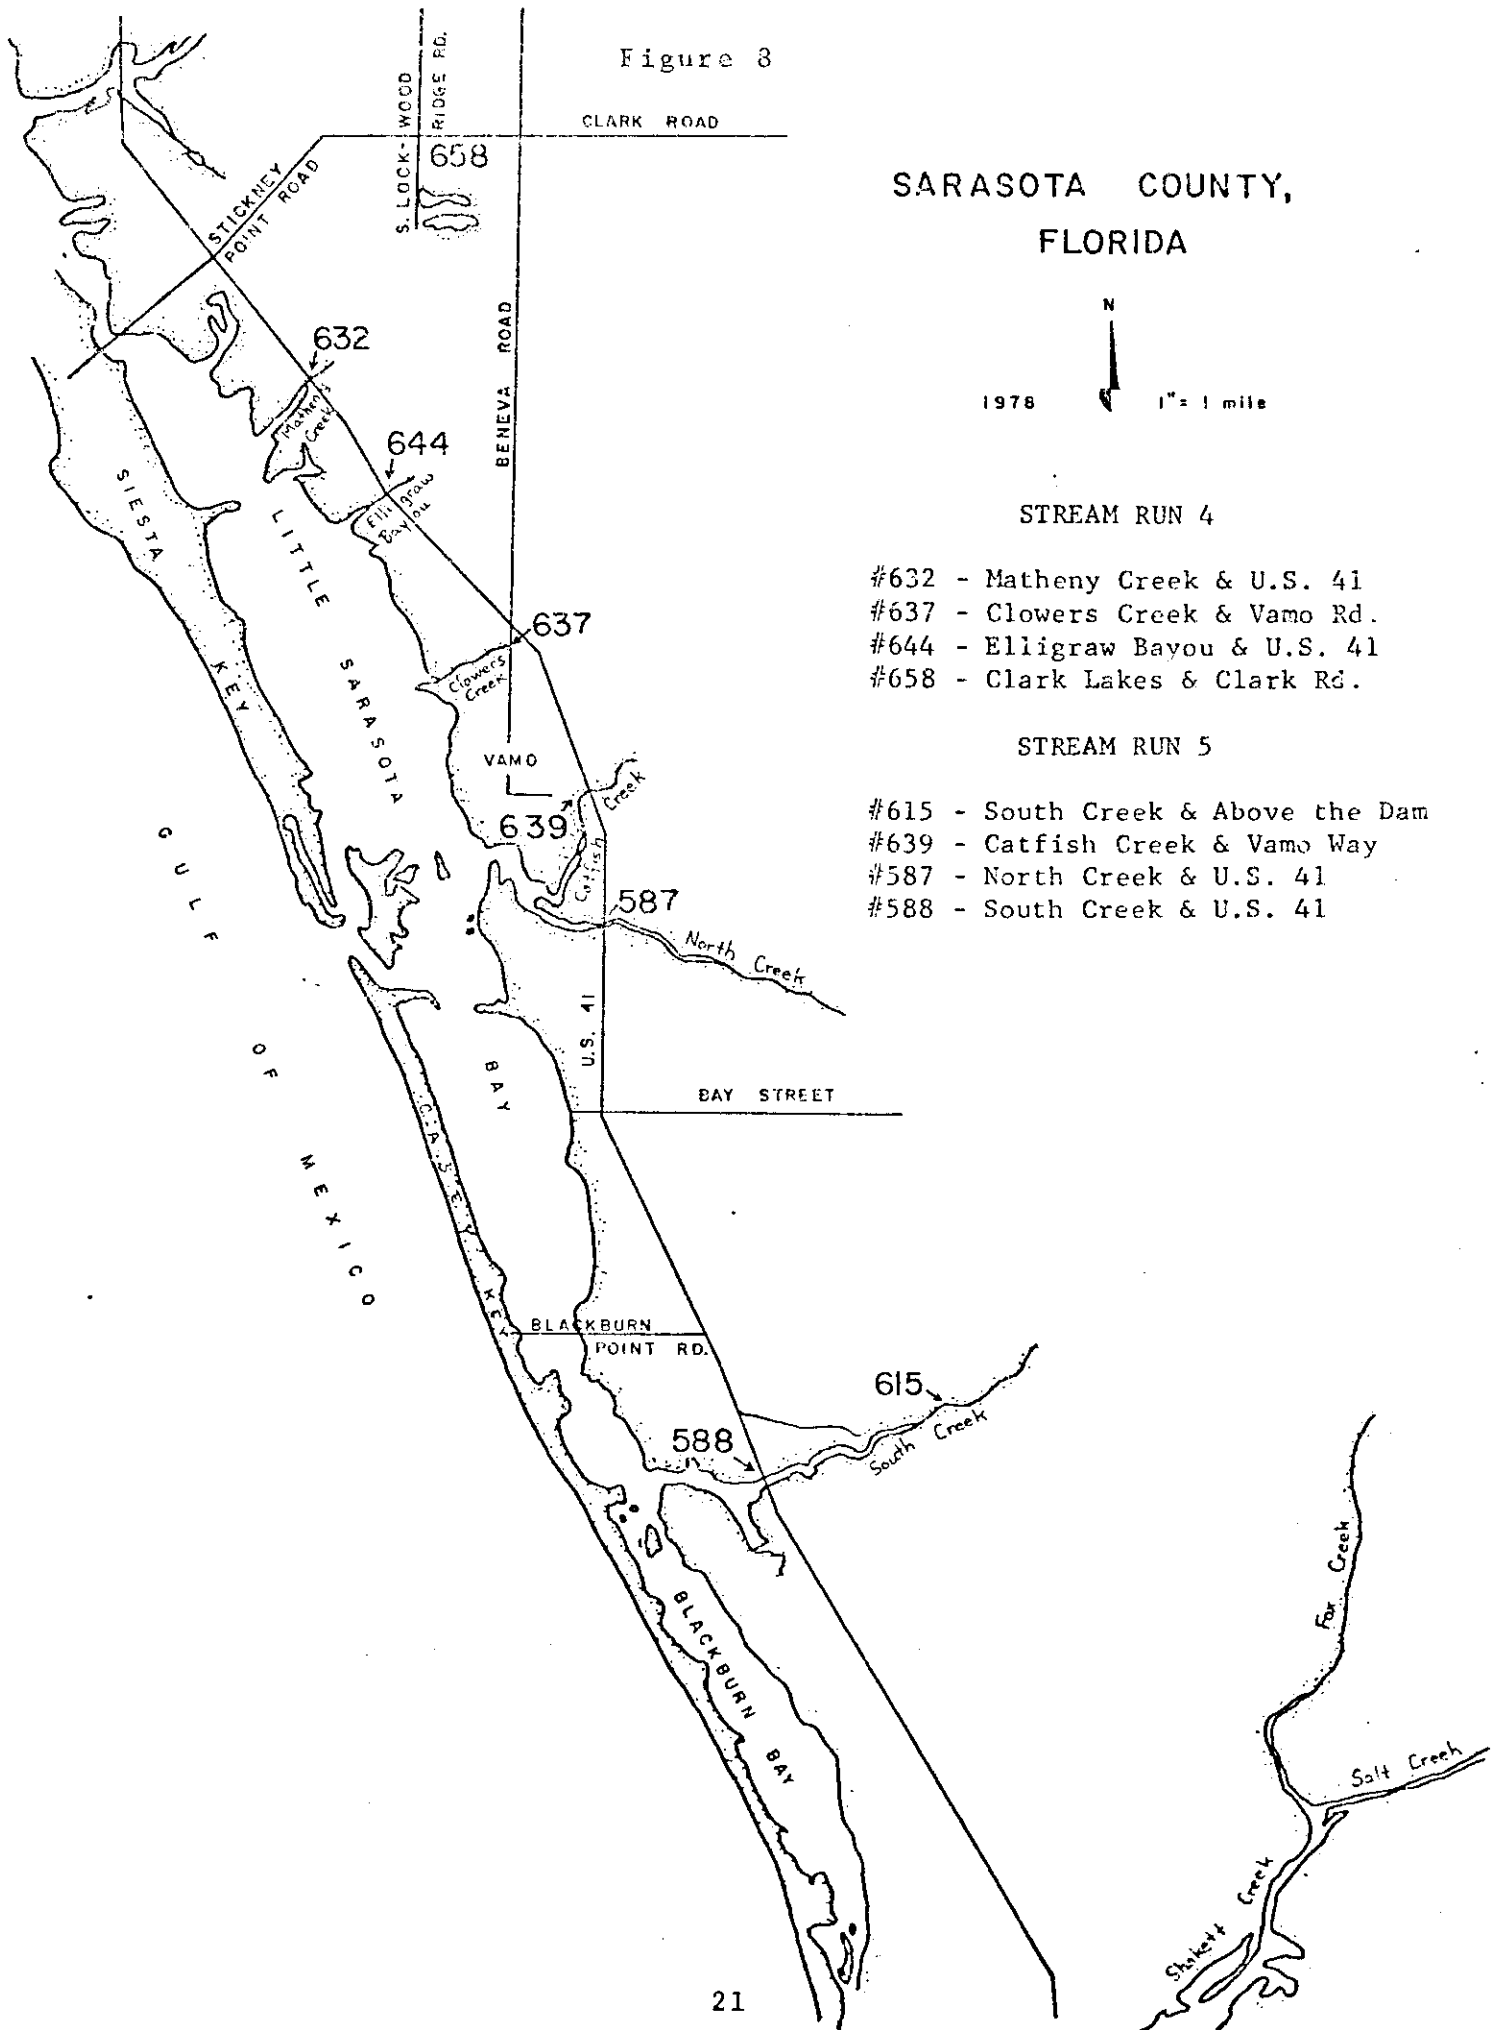 Figure 8
S. LOCK-WOOD
RIDGE RD.
CLARK ROAD
658
STICKNEY
POINT ROAD
SARASOTA COUNTY,
FLORIDA
N
1978
1"= 1 mile
BENEVA ROAD
632
Matheny
Creek
644
Elligraw
Bayou
SIESTA
KEY
LITTLE
SARASOTA
BAY
STREAM RUN 4
#632 - Matheny Creek & U.S. 41
#637 - Clowers Creek & Vamo Rd.
#644 - Elligraw Bayou & U.S. 41
#658 - Clark Lakes & Clark Rd.
STREAM RUN 5
#615 - South Creek & Above the Dam
#639 - Catfish Creek & Vamo Way
#587 - North Creek & U.S. 41
#588 - South Creek & U.S. 41
637
Clowers
Creek
VAMO
639
Catfish
Creek
587
North Creek
U.S. 41
GULF
OF
MEXICO
BAY STREET
CASEY
KEY
BLACKBURN
POINT RD.
615
588
South Creek
BLACKBURN
BAY
Fox Creek
Salt Creek
Shakett Creek
21